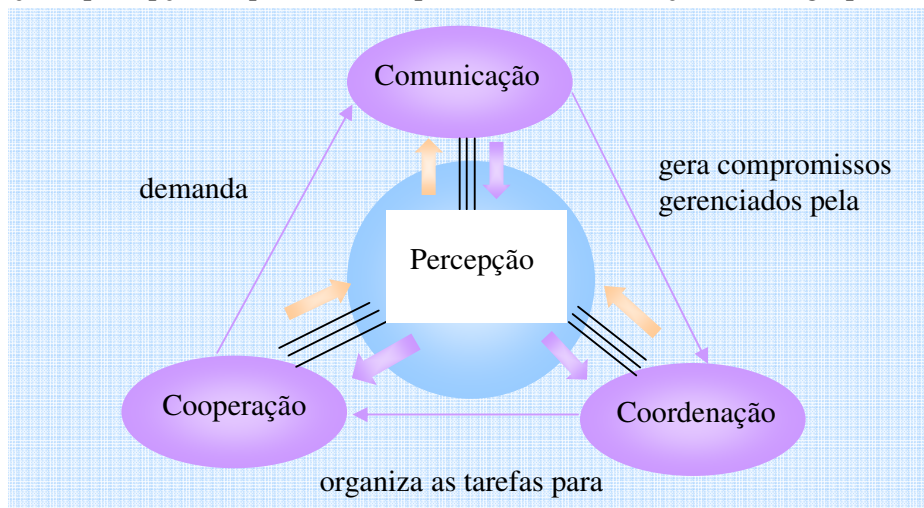 Comunicação
demanda
gera compromissos
gerenciados pela
Percepção
Cooperação
Coordenação
organiza as tarefas para